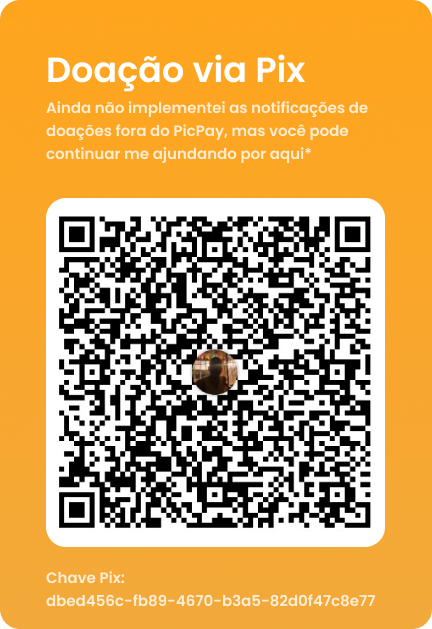 Doação via Pix
Ainda não implementei as notificações de
doações fora do PicPay, mas você pode
continuar me ajundando por aqui*
Chave Pix:
dbed456c-fb89-4670-b3a5-82d0f47c8e77